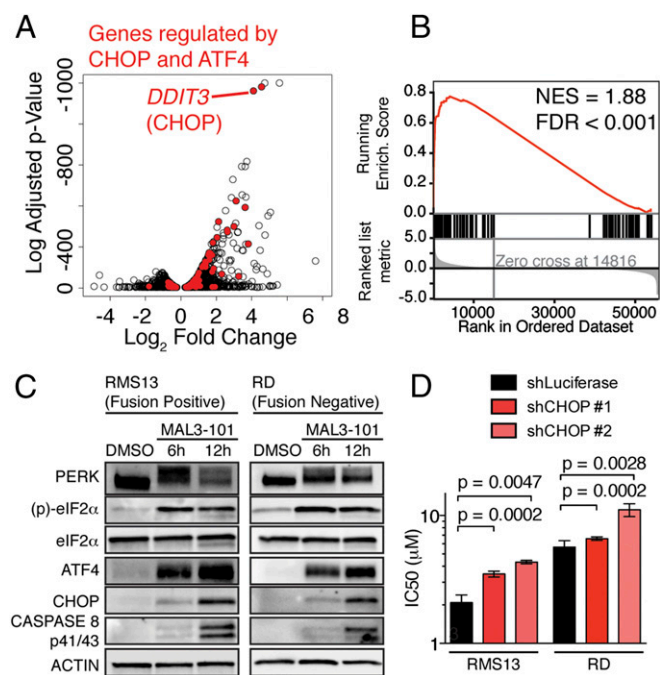 A
Genes regulated by
CHOP and ATF4
DDIT3
(CHOP)
Log Adjusted p-Value
-1000
-800
-400
0
-4 -2 0 2 4 6 8
Log2 Fold Change
B
NES = 1.88
FDR < 0.001
Running
Enrich. Score
0.8
0.6
0.4
0.2
0.0
Ranked list
metric
5.0
0.0
-5.0
Zero cross at 14816
10000 30000 50000
Rank in Ordered Dataset
C
RMS13
(Fusion Positive)
RD
(Fusion Negative)
MAL3-101
MAL3-101
DMSO 6h 12h
DMSO 6h 12h
PERK
(p)-eIF2α
eIF2α
ATF4
CHOP
CASPASE 8
p41/43
ACTIN
D
shLuciferase
shCHOP #1
shCHOP #2
p = 0.0047
p = 0.0002
p = 0.0028
p = 0.0002
IC50 (μM)
10
1
RMS13
RD